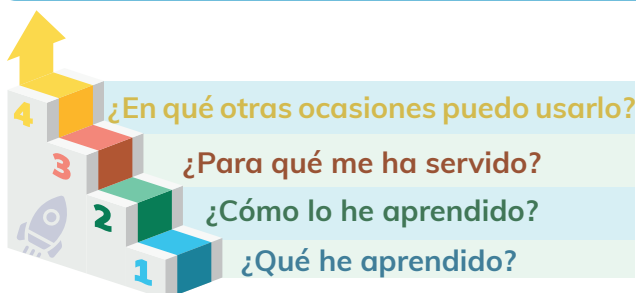 4 ¿En qué otras ocasiones puedo usarlo?
3 ¿Para qué me ha servido?
2 ¿Cómo lo he aprendido?
1 ¿Qué he aprendido?